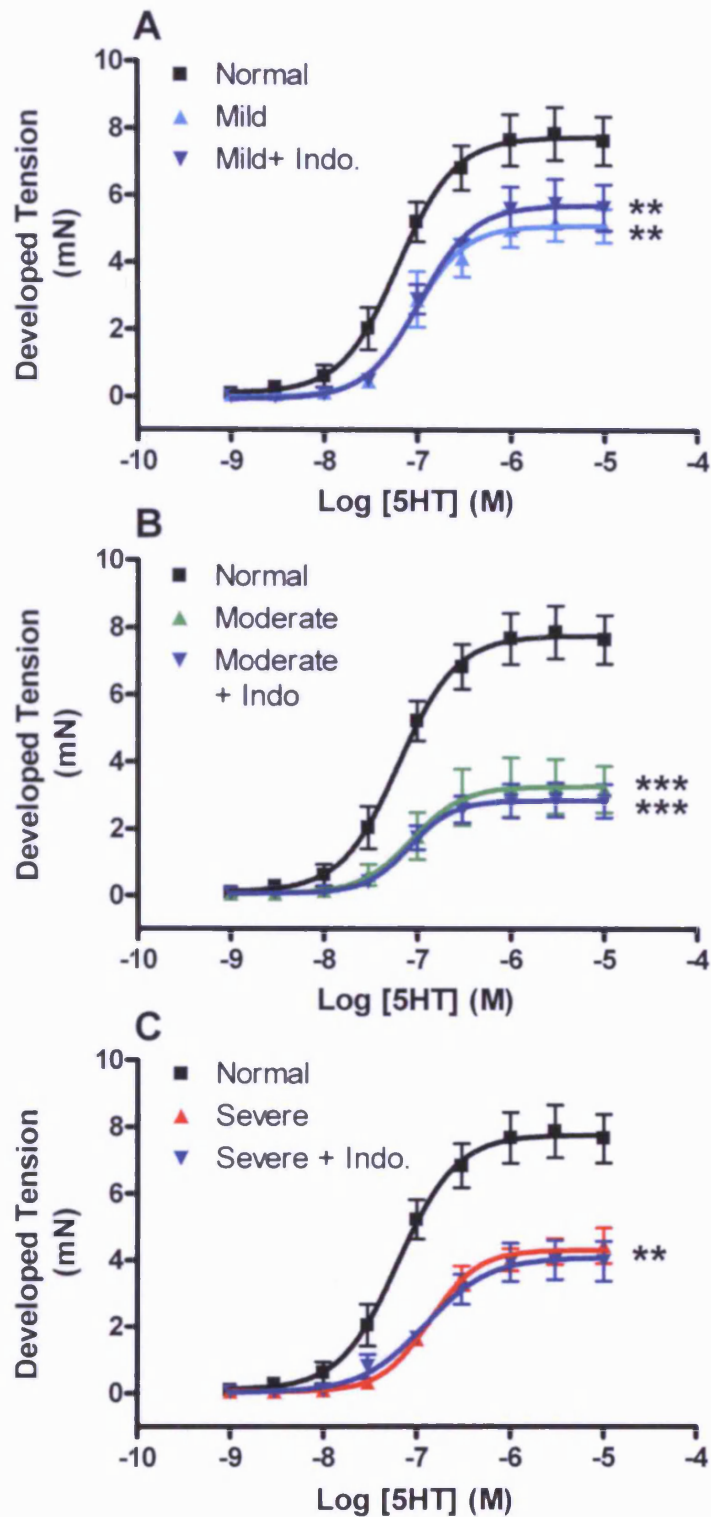 A
10
8
6
4
2
0
Developed Tension
(mN)
Normal
Mild
Mild+ Indo.
**
**
-10 -9 -8 -7 -6 -5 -4
Log [5HT] (M)
B
10
8
6
4
2
0
Developed Tension
(mN)
Normal
Moderate
Moderate
+ Indo
***
***
-10 -9 -8 -7 -6 -5 -4
Log [5HT] (M)
C
10
8
6
4
2
0
Developed Tension
(mN)
Normal
Severe
Severe + Indo.
**
-10 -9 -8 -7 -6 -5 -4
Log [5HT] (M)